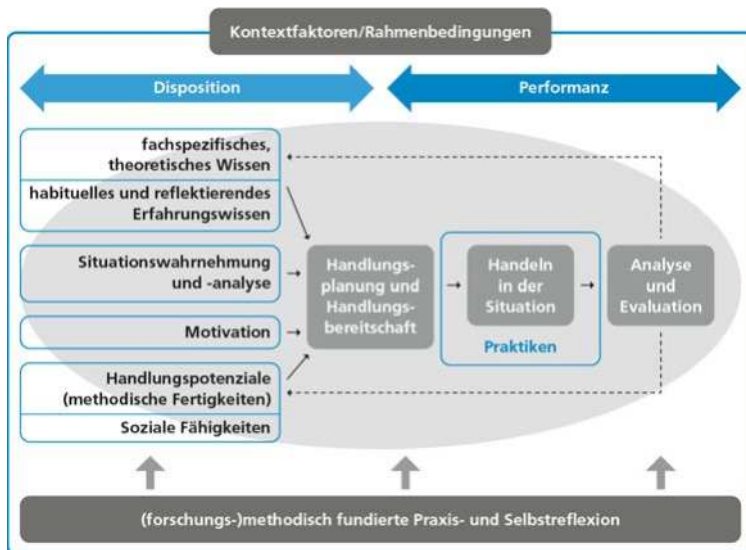 Kontextfaktoren/Rahmenbedingungen
Disposition
Performanz
fachspezifisches,
theoretisches Wissen
habituelles und reflektierendes
Erfahrungswissen
Situationswahrnehmung
und -analyse
Motivation
Handlungspotenziale
(methodische Fertigkeiten)
Soziale Fähigkeiten
Handlungs-
planung und
Handlungs-
bereitschaft
Handeln
in der
Situation
Praktiken
Analyse
und
Evaluation
(forschungs-)methodisch fundierte Praxis- und Selbstreflexion